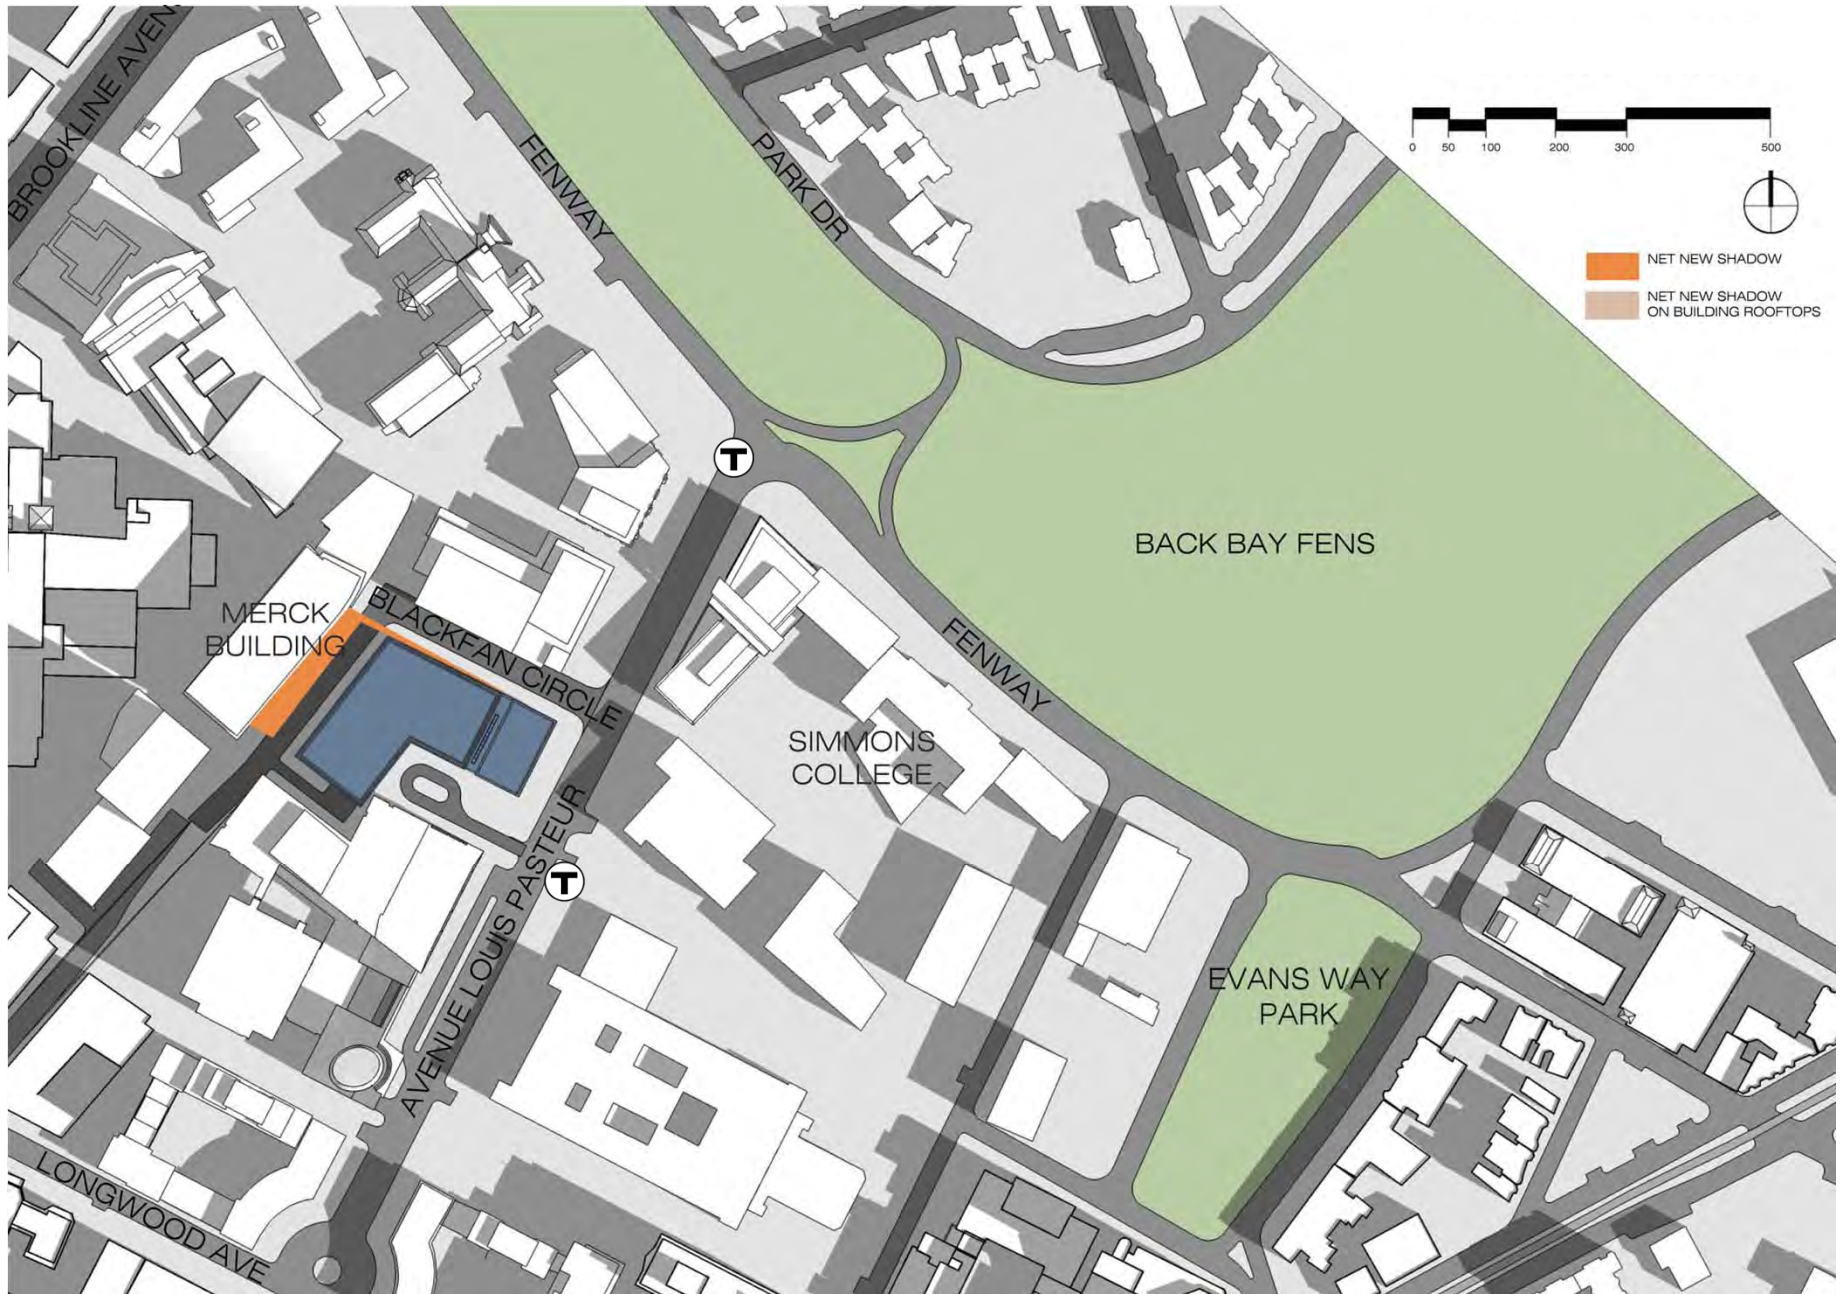 BROOKLINE AVEN
FENWAY
PARK DR
0 50 100 200 300 500
NET NEW SHADOW
NET NEW SHADOW
ON BUILDING ROOFTOPS
T
BACK BAY FENS
MERCK
BUILDING
BLACKFAN CIRCLE
FENWAY
SIMMONS
COLLEGE
T
AVENUE LOUIS PASTEUR
EVANS WAY
PARK
LONGWOOD AVE